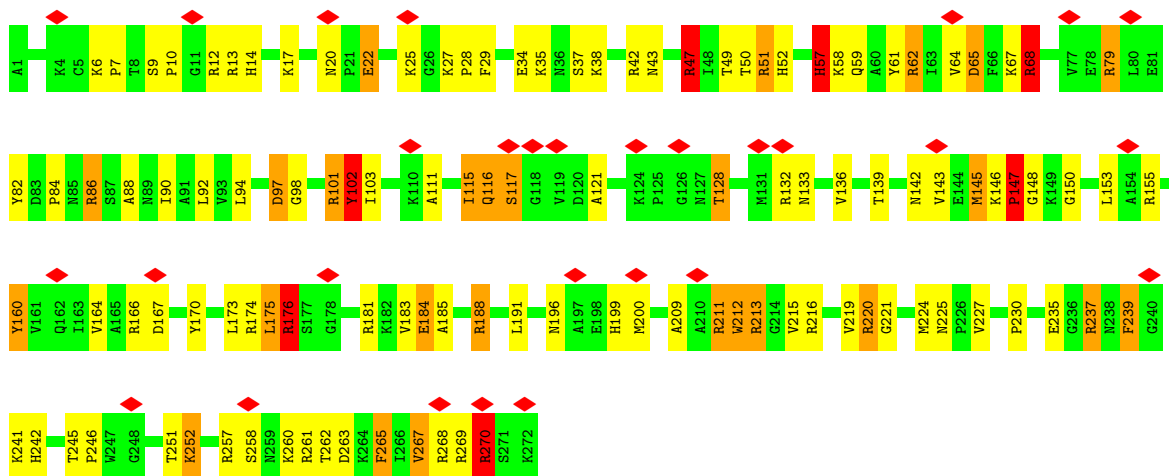 A1 K4 C5 K6 P7 T8 S9 P10 G11 R12 R13 H14 K17 N20 P21 E22 K25 G26 K27 P28 F29 E34 K35 N36 S37 K38 R42 N43 R47 I48 T49 T50 R51 H52 H57 K58 Q59 A60 Y61 R62 I63 V64 D65 F66 K67 R68 V77 E78 R79 L80 E81
Y82 D83 P84 N85 R86 S87 A88 N89 I90 A91 L92 V93 L94 D97 G98 R101 Y102 I103 K110 A111 I115 Q116 S117 G118 V119 D120 A121 K124 P125 G126 N127 T128 M131 R132 N133 V136 T139 N142 V143 E144 M145 K146 P147 G148 K149 G150 L153 A154 R155
Y160 V161 Q162 I163 V164 A165 R166 D167 Y170 L173 R174 L175 R176 S177 G178 R181 K182 V183 E184 A185 R188 L191 N196 A197 E198 H199 M200 A209 A210 R211 W212 R213 G214 V215 R216 V219 R220 G221 M224 N225 P226 V227 P230 E235 G236 R237 N238 F239 G240
K241 H242 T245 P246 W247 G248 T251 K252 R257 S258 N259 K260 R261 T262 D263 K264 F265 I266 V267 R268 R269 R270 S271 K272